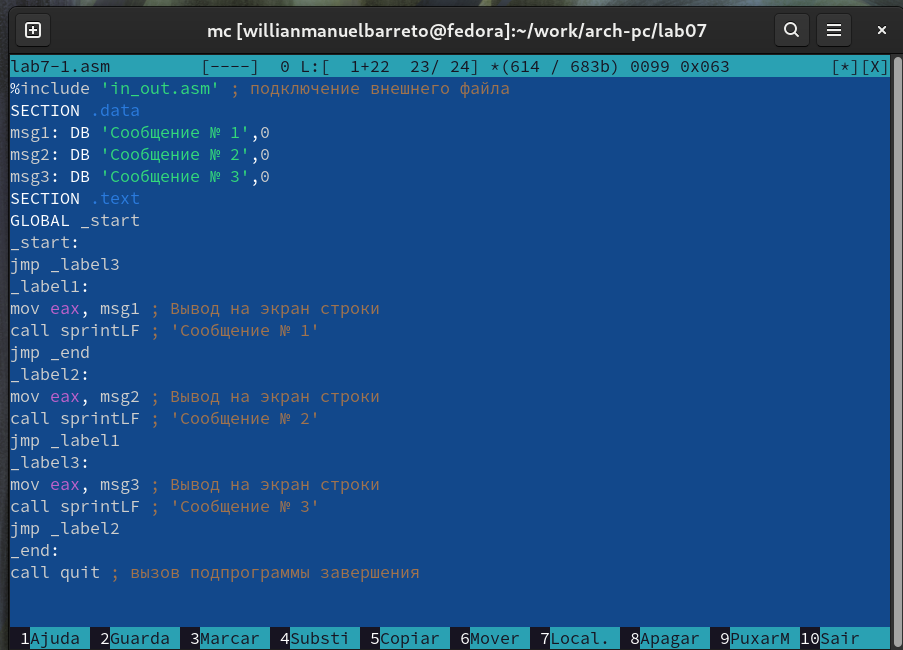 mc [willianmanuelbarreto@fedora]:~/work/arch-pc/lab07
lab7-1.asm [----] 0 L:[ 1+22 23/ 24] *(614 / 683b) 0099 0x063 [*][X]
%include 'in_out.asm' ; подключение внешнего файла
SECTION .data
msg1: DB 'Сообщение № 1',0
msg2: DB 'Сообщение № 2',0
msg3: DB 'Сообщение № 3',0
SECTION .text
GLOBAL _start
_start:
jmp _label3
_label1:
mov eax, msg1 ; Вывод на экран строки
call sprintLF ; 'Сообщение № 1'
jmp _end
_label2:
mov eax, msg2 ; Вывод на экран строки
call sprintLF ; 'Сообщение № 2'
jmp _label1
_label3:
mov eax, msg3 ; Вывод на экран строки
call sprintLF ; 'Сообщение № 3'
jmp _label2
_end:
call quit ; вызов подпрограммы завершения
1Ajuda 2Guarda 3Marcar 4Substi 5Copiar 6Mover 7Local. 8Apagar 9PuxarM 10Sair